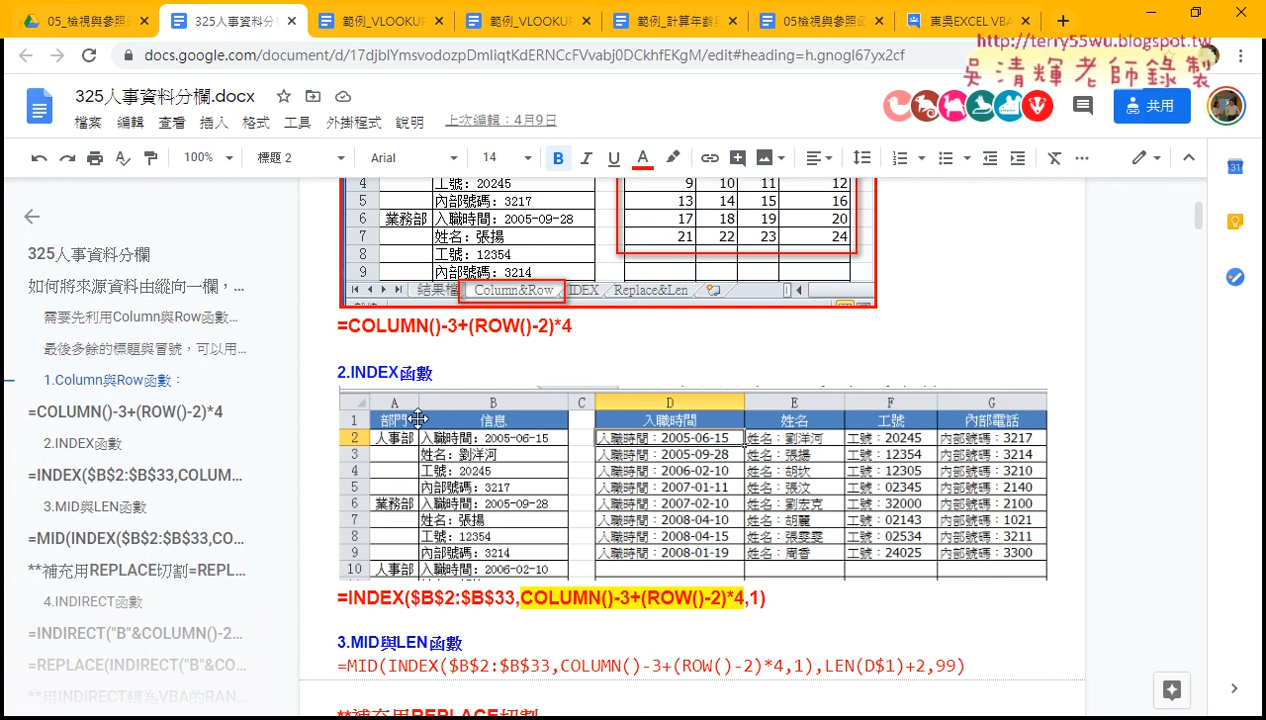 05_檢視與參照
325人事資料分
範例_VLOOKUP
範例_VLOOKUP
範例_計算年齡
05檢視與參照函
東吳EXCEL VBA
docs.google.com/document/d/17djblYmsvodozpDmIiqtKdERNCcFVvabj0DCkhfEKgM/edit#heading=h.gnogl67yx2cf
http://terry55wu.blogspot.tw
吳清輝老師錄製
325人事資料分欄.docx
檔案 編輯 查看 插入 格式 工具 外掛程式 說明 上次編輯：4月9日
共用
100% 標題 2 Arial 14 B I U A
31
325人事資料分欄
如何將來源資料由縱向一欄，...
需要先利用Column與Row函數...
最後多餘的標題與冒號，可以用...
1.Column與Row函數：
=COLUMN()-3+(ROW()-2)*4
2.INDEX函數
=INDEX($B$2:$B$33,COLUM...
3.MID與LEN函數
=MID(INDEX($B$2:$B$33,CO...
**補充用REPLACE切割=REPL...
4.INDIRECT函數
=INDIRECT("B"&COLUMN()-2...
=REPLACE(INDIRECT("B"&CO...
**用INDIRECT轉為VBA的RAN...
4 工號: 20245 9 10 11 12
5 內部號碼: 3217 13 14 15 16
6 業務部 入職時間: 2005-09-28 17 18 19 20
7 姓名: 張揚 21 22 23 24
8 工號: 12354
9 內部號碼: 3214
結果檔 Column&Row INDEX Replace&Len
=COLUMN()-3+(ROW()-2)*4
2.INDEX函數
A B C D E F G
1 部門 信息 入職時間 姓名 工號 內部電話
2 人事部 入職時間: 2005-06-15 入職時間：2005-06-15 姓名：劉洋河 工號：20245 內部號碼：3217
3 姓名: 劉洋河 入職時間：2005-09-28 姓名：張揚 工號：12354 內部號碼：3214
4 工號: 20245 入職時間：2006-02-10 姓名：胡坎 工號：12305 內部號碼：3210
5 內部號碼: 3217 入職時間：2007-01-11 姓名：張汶 工號：02345 內部號碼：2140
6 業務部 入職時間: 2005-09-28 入職時間：2007-02-10 姓名：劉宏克 工號：32000 內部號碼：2100
7 姓名: 張揚 入職時間：2008-04-10 姓名：胡麗 工號：02143 內部號碼：1021
8 工號: 12354 入職時間：2008-04-15 姓名：張雯雯 工號：02534 內部號碼：3211
9 內部號碼: 3214 入職時間：2008-01-19 姓名：周香 工號：24025 內部號碼：3300
10 人事部 入職時間: 2006-02-10
=INDEX($B$2:$B$33,COLUMN()-3+(ROW()-2)*4,1)
3.MID與LEN函數
=MID(INDEX($B$2:$B$33,COLUMN()-3+(ROW()-2)*4,1),LEN(D$1)+2,99)
**補充用REPLACE切割